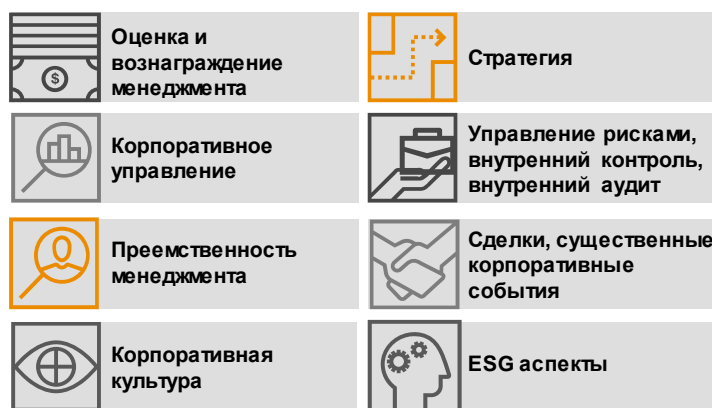 Оценка и
вознаграждение
менеджмента
Стратегия
Корпоративное
управление
Управление рисками,
внутренний контроль,
внутренний аудит
Преемственность
менеджмента
Сделки, существенные
корпоративные
события
Корпоративная
культура
ESG аспекты
$